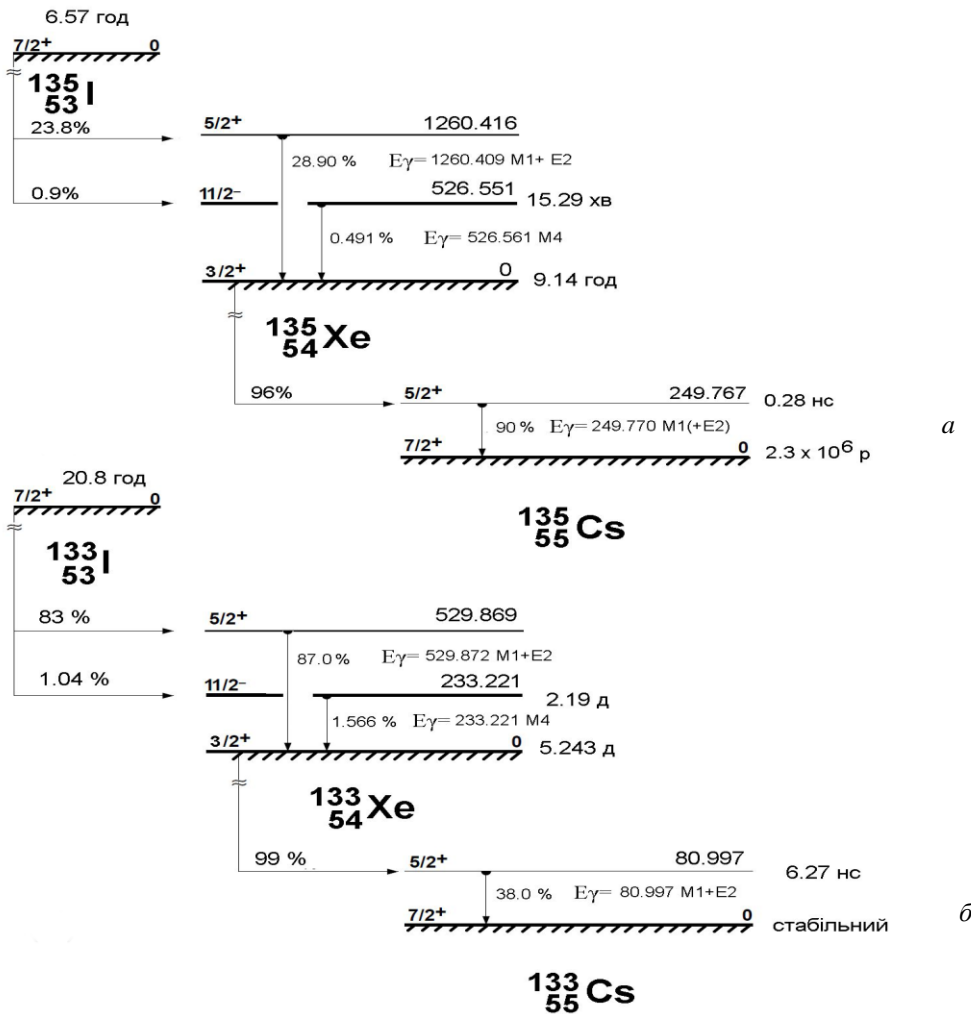 6.57 год
7/2+ 0
135 53 I
23.8%
5/2+ 1260.416
28.90 % Eγ= 1260.409 M1+ E2
0.9%
11/2− 526.551 15.29 хв
0.491 % Eγ= 526.561 M4
3/2+ 0 9.14 год
135 54 Xe
96%
5/2+ 249.767 0.28 нс
90 % Eγ= 249.770 M1(+E2)
а
7/2+ 0 2.3 x 10⁶ р
135 55 Cs
20.8 год
7/2+ 0
133 53 I
83 %
5/2+ 529.869
87.0% Eγ= 529.872 M1+E2
1.04 %
11/2− 233.221 2.19 д
1.566 % Eγ= 233.221 M4
3/2+ 0 5.243 д
133 54 Xe
99 %
5/2+ 80.997 6.27 нс
38.0 % Eγ= 80.997 M1+E2
б
7/2+ 0 стабільний
133 55 Cs